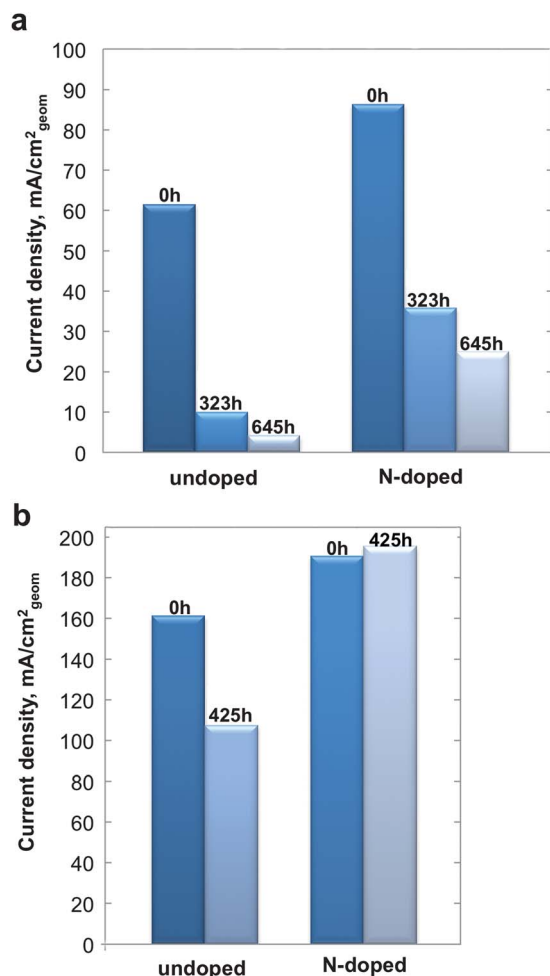 a
Current density, mA/cm²geom
100
90
80
70
60
50
40
30
20
10
0
0h
323h
645h
0h
323h
645h
undoped
N-doped
b
Current density, mA/cm²geom
200
180
160
140
120
100
80
60
40
20
0
0h
425h
0h
425h
undoped
N-doped